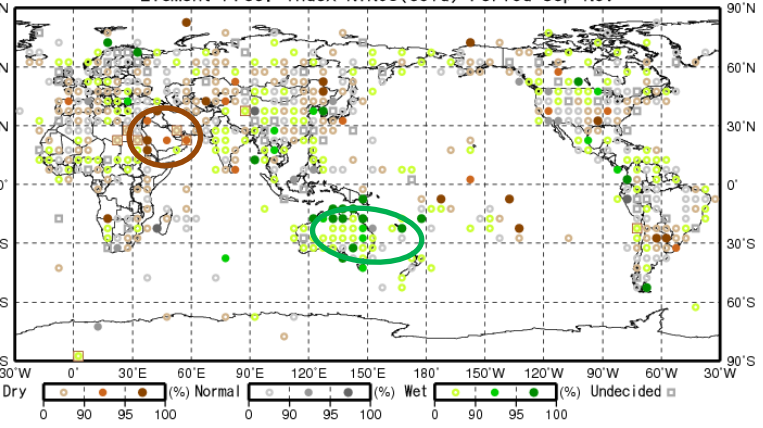 N 90°N
N 60°N
N 30°N
0° 0°
S 30°S
S 60°S
S 90°S
30°W 0° 30°E 60°E 90°E 120°E 150°E 180° 150°W 120°W 90°W 60°W 30°W
Dry (%) Normal (%) Wet (%) Undecided
0 90 95 100 0 90 95 100 0 90 95 100